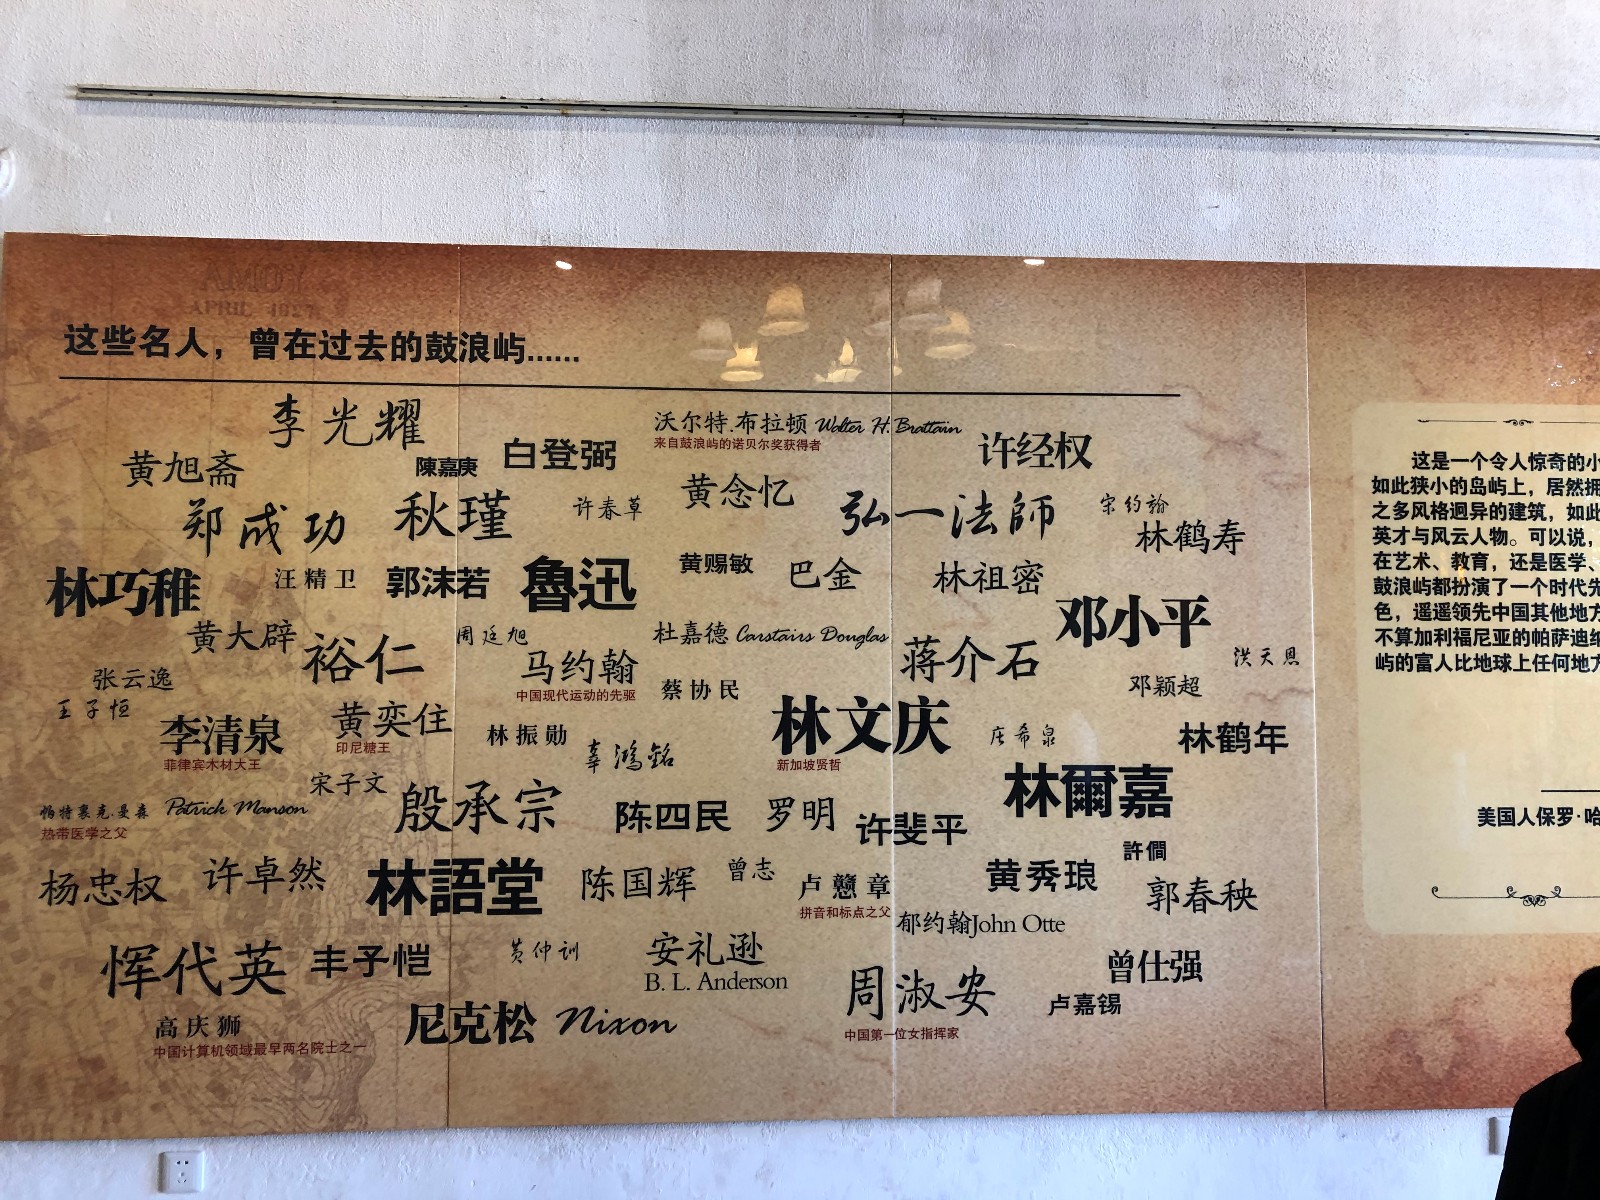 AMOY
APRIL 1927
这些名人，曾在过去的鼓浪屿......
李光耀
沃尔特.布拉顿 Walter H. Brattain
来自鼓浪屿的诺贝尔奖获得者
许经权
黄旭斋
陳嘉庚
白登弼
郑成功
秋瑾
许春草
黄念忆
弘一法師
宋约翰
林鹤寿
林巧稚
汪精卫
郭沫若
魯迅
黄赐敏
巴金
林祖密
邓小平
黄大辟
裕仁
周廷旭
马约翰
中国现代运动的先驱
杜嘉德 Carstairs Douglas
蒋介石
洪天恩
张云逸
蔡协民
邓颖超
王子恒
李清泉
菲律宾木材大王
黄奕住
印尼糖王
林振勋
辜鴻銘
林文庆
新加坡贤哲
庄希泉
林鹤年
宋子文
林爾嘉
帕特裏克.曼森 Patrick Manson
热带医学之父
殷承宗
陈四民
罗明
许斐平
許僩
杨忠权
许卓然
林語堂
陈国辉
曾志
卢戆章
拼音和标点之父
黄秀琅
郭春秧
郁约翰John Otte
恽代英
丰子恺
黄仲训
安礼逊
B. L. Anderson
周淑安
中国第一位女指挥家
曾仕强
卢嘉锡
高庆狮
中国计算机领域最早两名院士之一
尼克松 Nixon
这是一个令人惊奇的小
如此狭小的岛屿上，居然拥
之多风格迥异的建筑，如此
英才与风云人物。可以说，
在艺术、教育，还是医学、
鼓浪屿都扮演了一个时代先
色，遥遥领先中国其他地方
不算加利福尼亚的帕萨迪纳
屿的富人比地球上任何地方
美国人保罗·哈